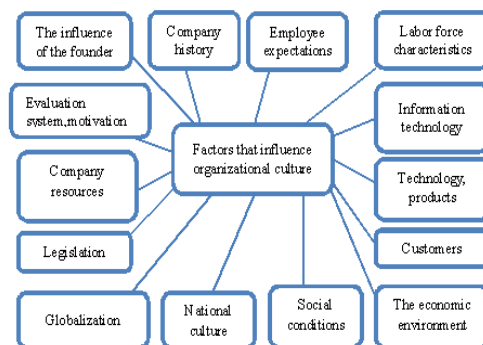 The influence
of the founder
Company
history
Employee
expectations
Labor force
characteristics
Evaluation
system,motivation
Information
technology
Factors that influence
organizational culture
Company
resources
Technology,
products
Legislation
Customers
Globalization
National
culture
Social
conditions
The economic
environment